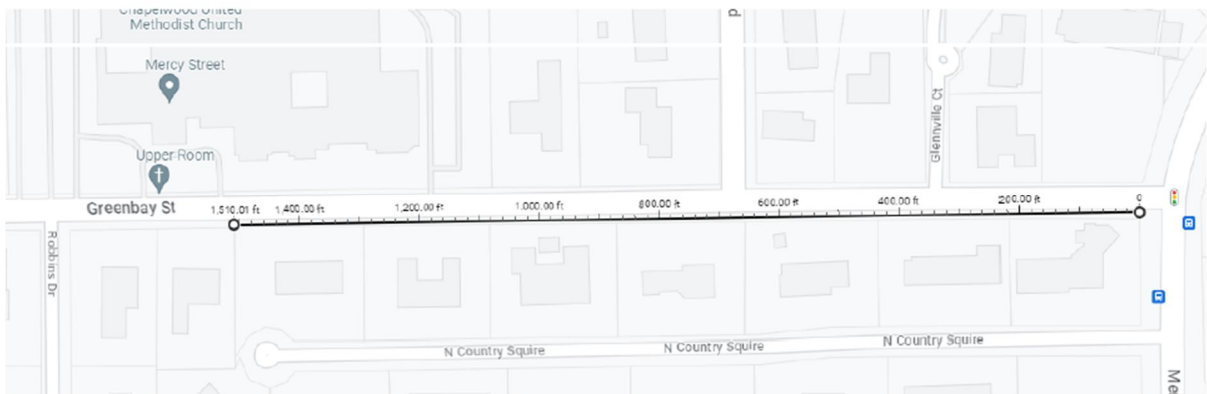 Chapelwood United
Methodist Church
Mercy Street
Upper Room
Greenbay St
1,510.01 ft
1,400.00 ft
1,200.00 ft
1,000.00 ft
800.00 ft
600.00 ft
400.00 ft
200.00 ft
0
Glennville Ct
Robbins Dr
N Country Squire
N Country Squire
N Country Squire